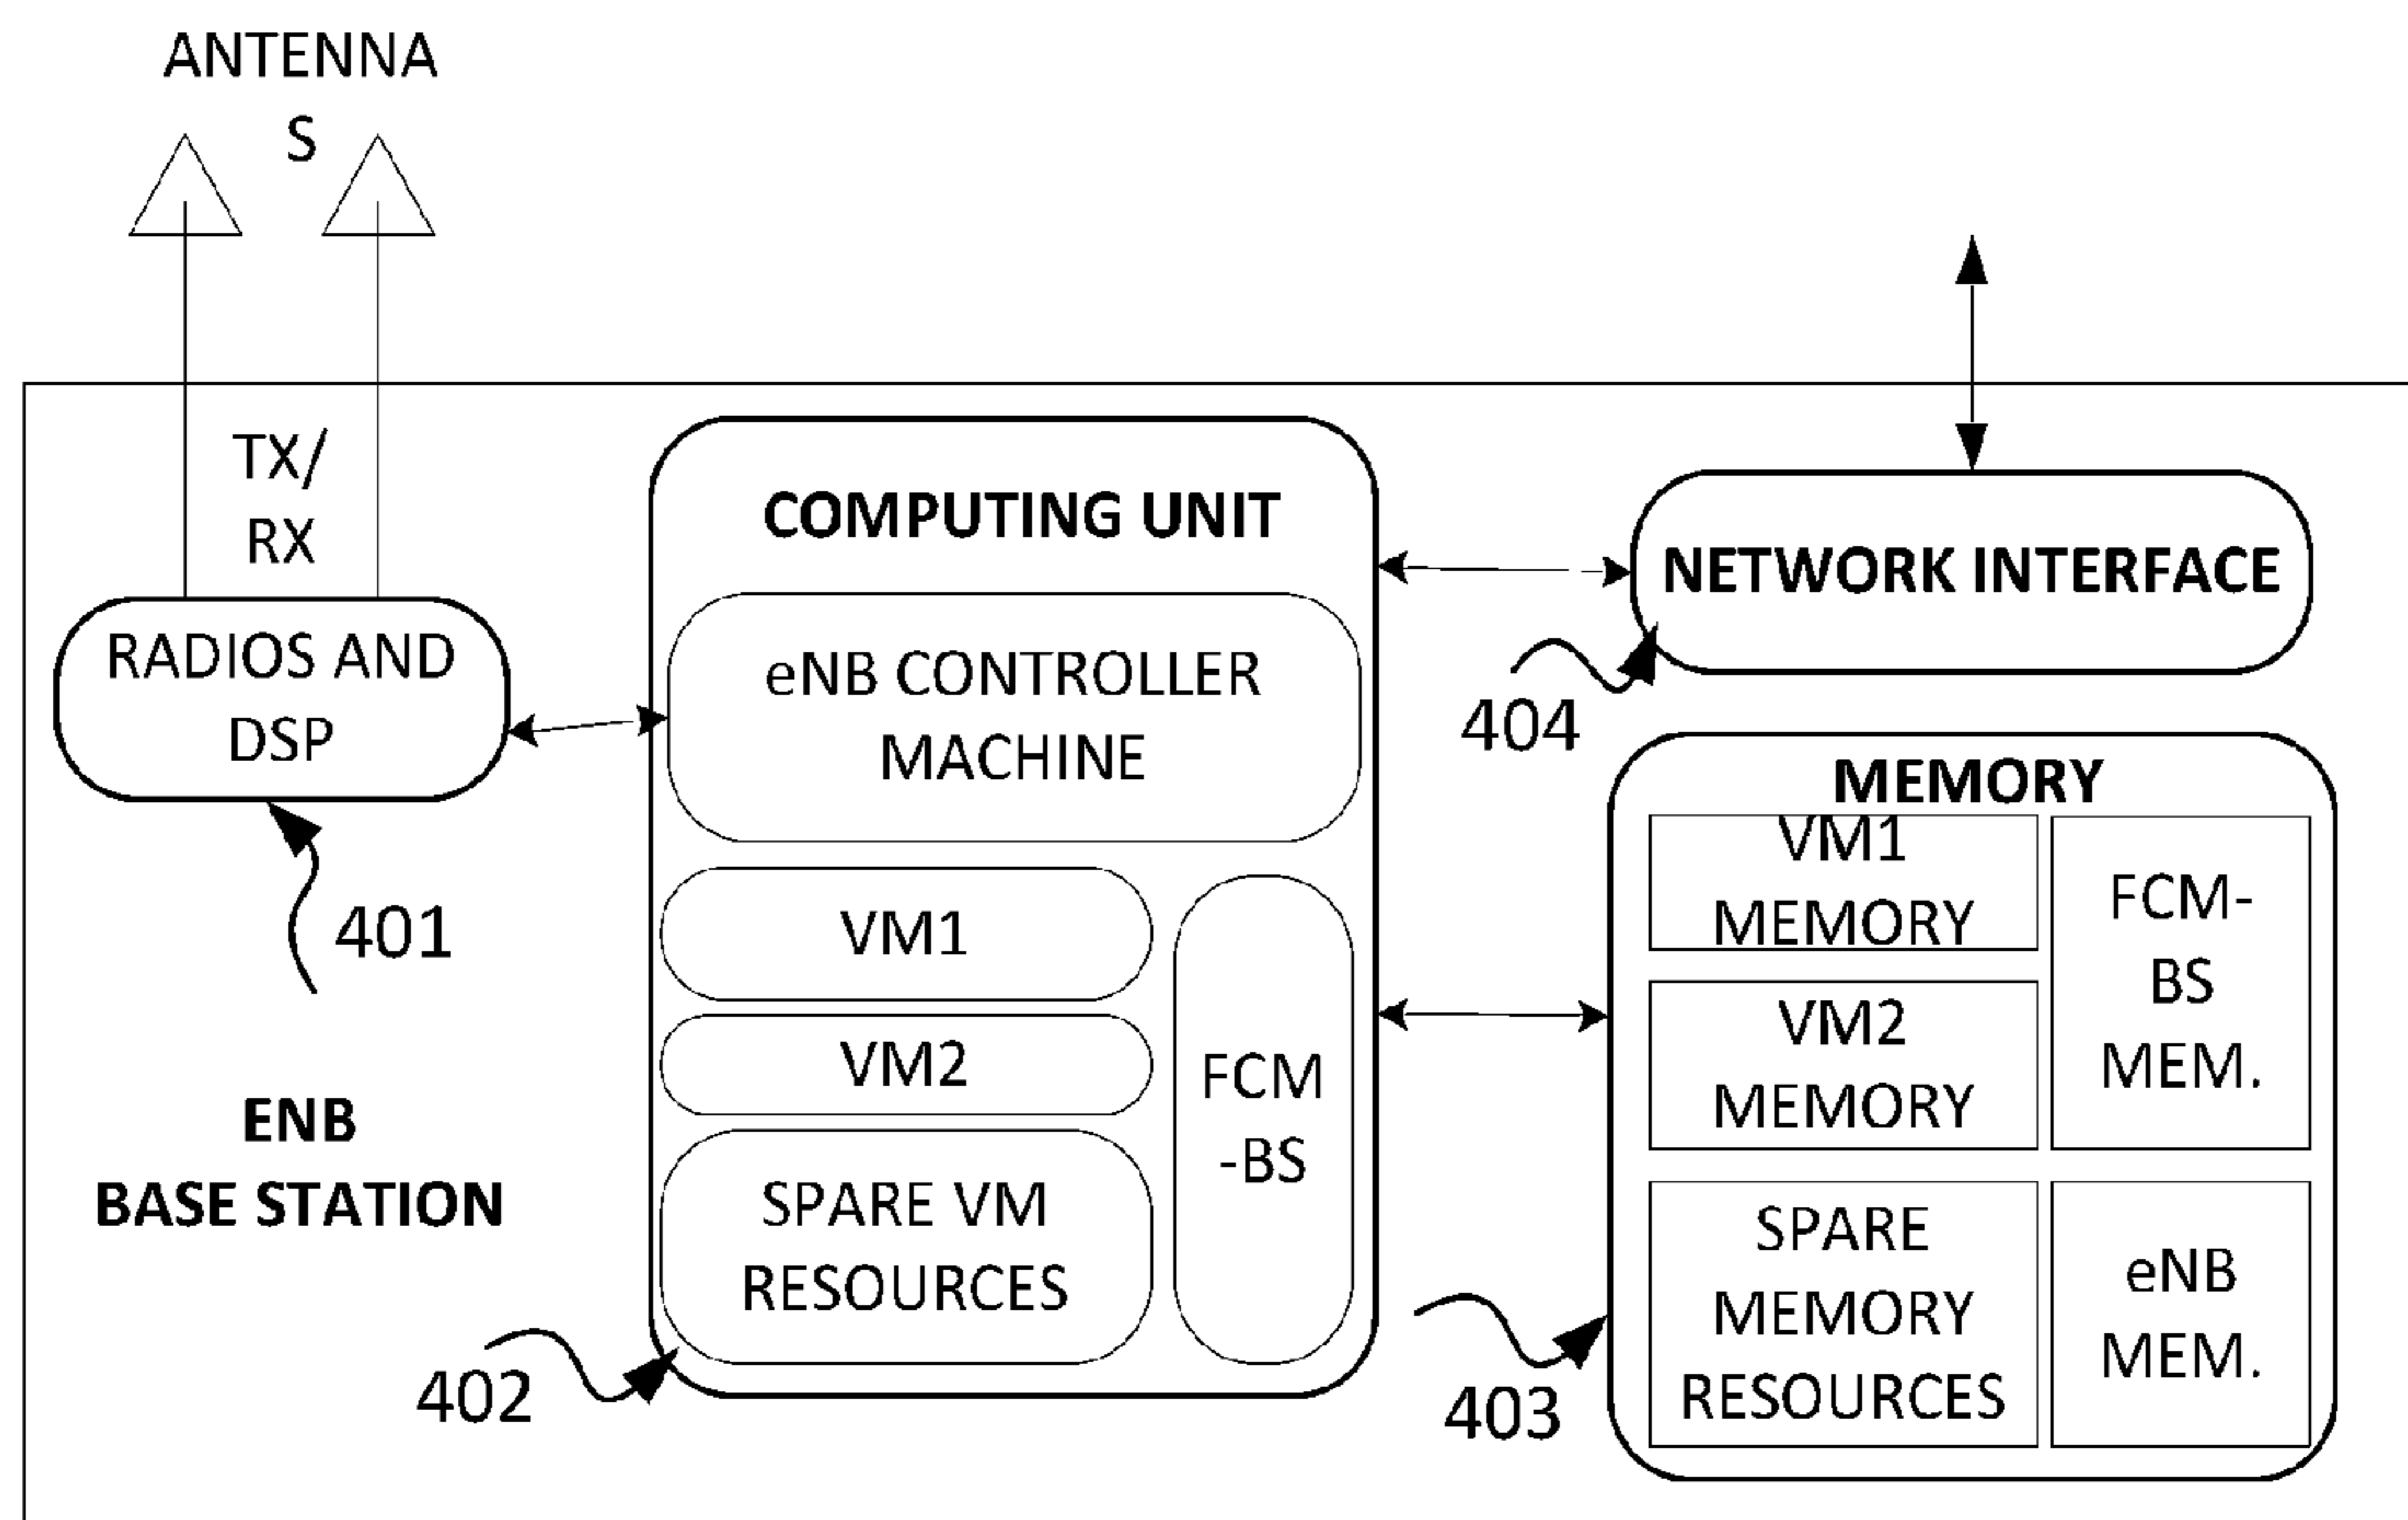 ANTENNA
S
TX/
RX
RADIOS AND
DSP
401
ENB
BASE STATION
COMPUTING UNIT
eNB CONTROLLER
MACHINE
VM1
VM2
SPARE VM
RESOURCES
FCM
-BS
402
NETWORK INTERFACE
404
MEMORY
VM1
MEMORY
VM2
MEMORY
SPARE
MEMORY
RESOURCES
FCM-
BS
MEM.
eNB
MEM.
403